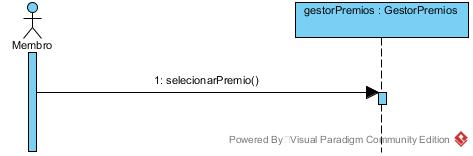 gestorPremios : GestorPremios
Membro
1: selecionarPremio()
Powered By Visual Paradigm Community Edition